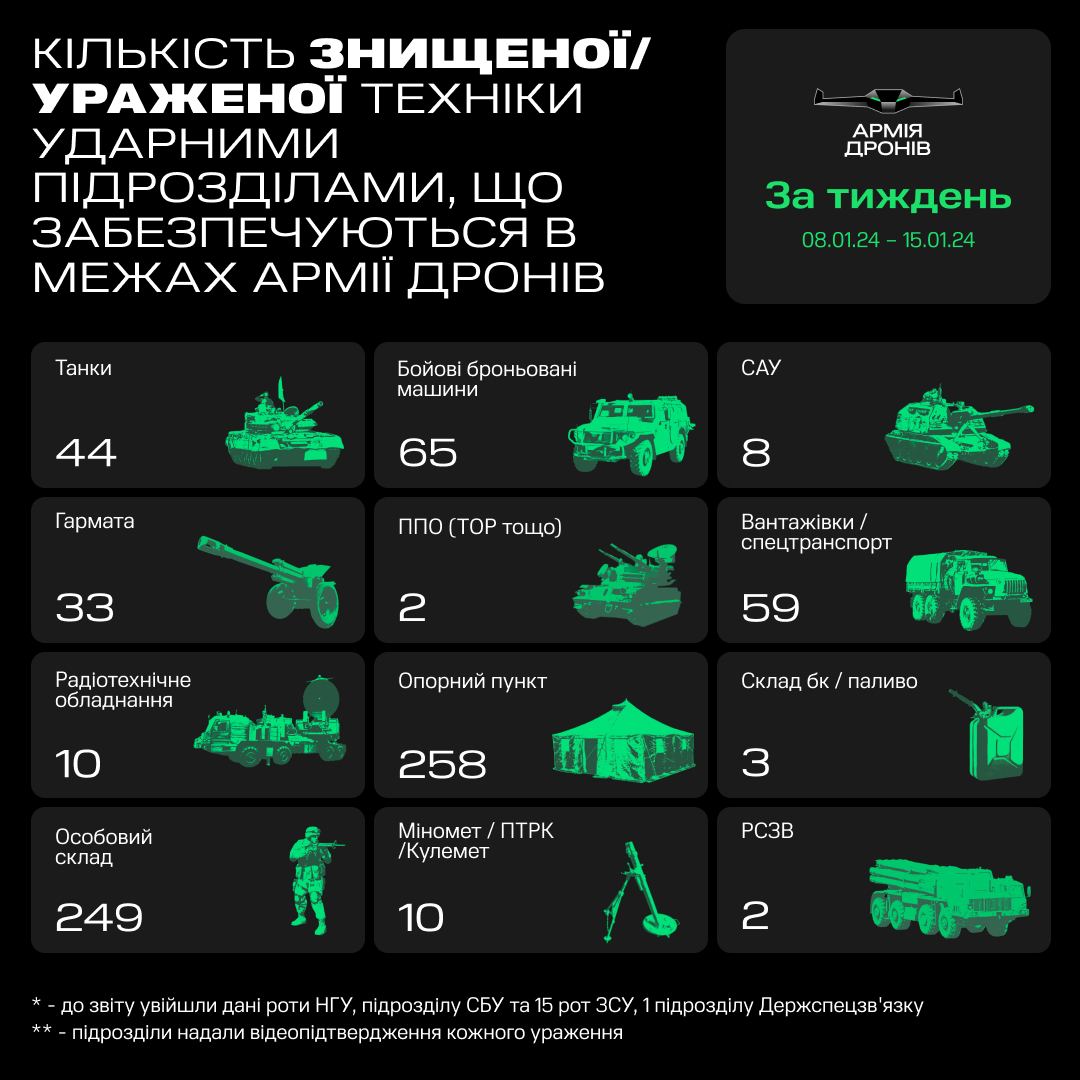 КІЛЬКІСТЬ ЗНИЩЕНОЇ/
УРАЖЕНОЇ ТЕХНІКИ
УДАРНИМИ
ПІДРОЗДІЛАМИ, ЩО
ЗАБЕЗПЕЧУЮТЬСЯ В
МЕЖАХ АРМІЇ ДРОНІВ
АРМІЯ
ДРОНІВ
За тиждень
08.01.24 – 15.01.24
Танки
44
Бойові броньовані
машини
65
САУ
8
Гармата
33
ППО (ТОР тощо)
2
Вантажівки /
спецтранспорт
59
Радіотехнічне
обладнання
10
Опорний пункт
258
Склад бк / паливо
3
Особовий
склад
249
Міномет / ПТРК
/Кулемет
10
РСЗВ
2
* - до звіту увійшли дані роти НГУ, підрозділу СБУ та 15 рот ЗСУ, 1 підрозділу Держспецзв'язку
** - підрозділи надали відеопідтвердження кожного ураження